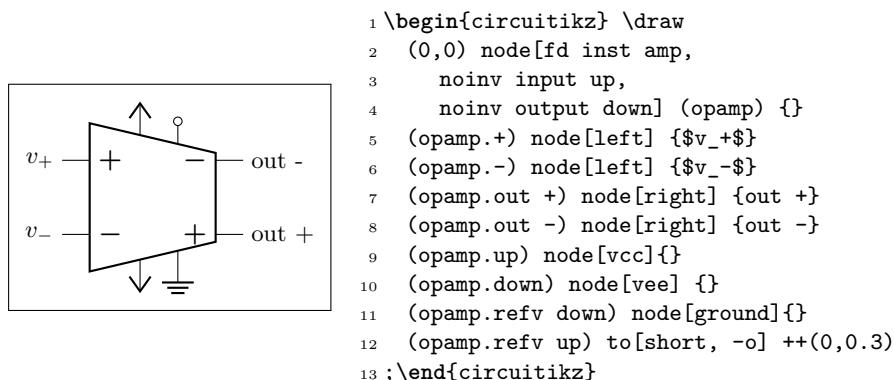 v+ + − out -
v− − + out +
1 \begin{circuitikz} \draw
2 (0,0) node[fd inst amp,
3 noinv input up,
4 noinv output down] (opamp) {}
5 (opamp.+) node[left] {$v_+$}
6 (opamp.-) node[left] {$v_-$}
7 (opamp.out +) node[right] {out +}
8 (opamp.out -) node[right] {out -}
9 (opamp.up) node[vcc]{}
10 (opamp.down) node[vee] {}
11 (opamp.refv down) node[ground]{}
12 (opamp.refv up) to[short, -o] ++(0,0.3)
13 ;\end{circuitikz}